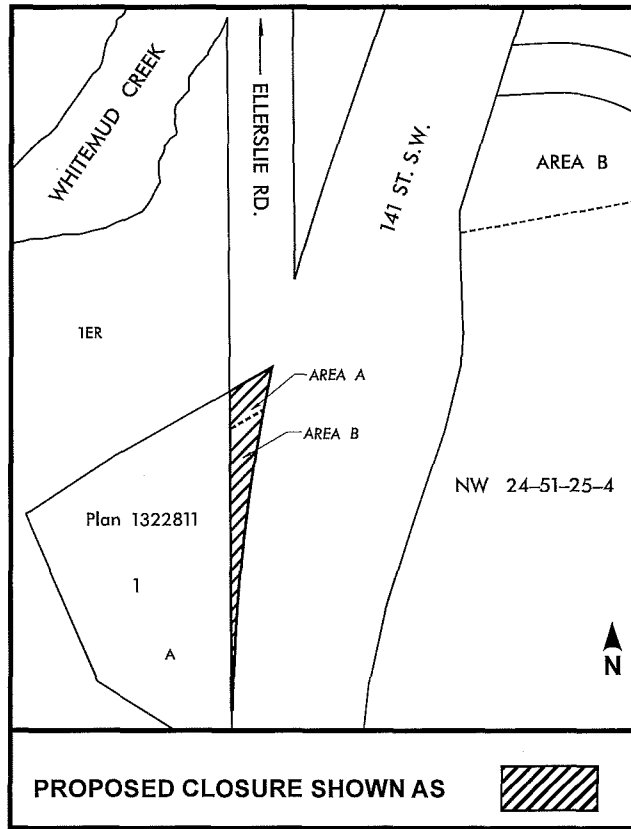 WHITEMUD CREEK
ELLERSLIE RD.
141 ST. S.W.
AREA B
1ER
AREA A
AREA B
NW 24–51–25–4
Plan 1322811
1
A
N
PROPOSED CLOSURE SHOWN AS